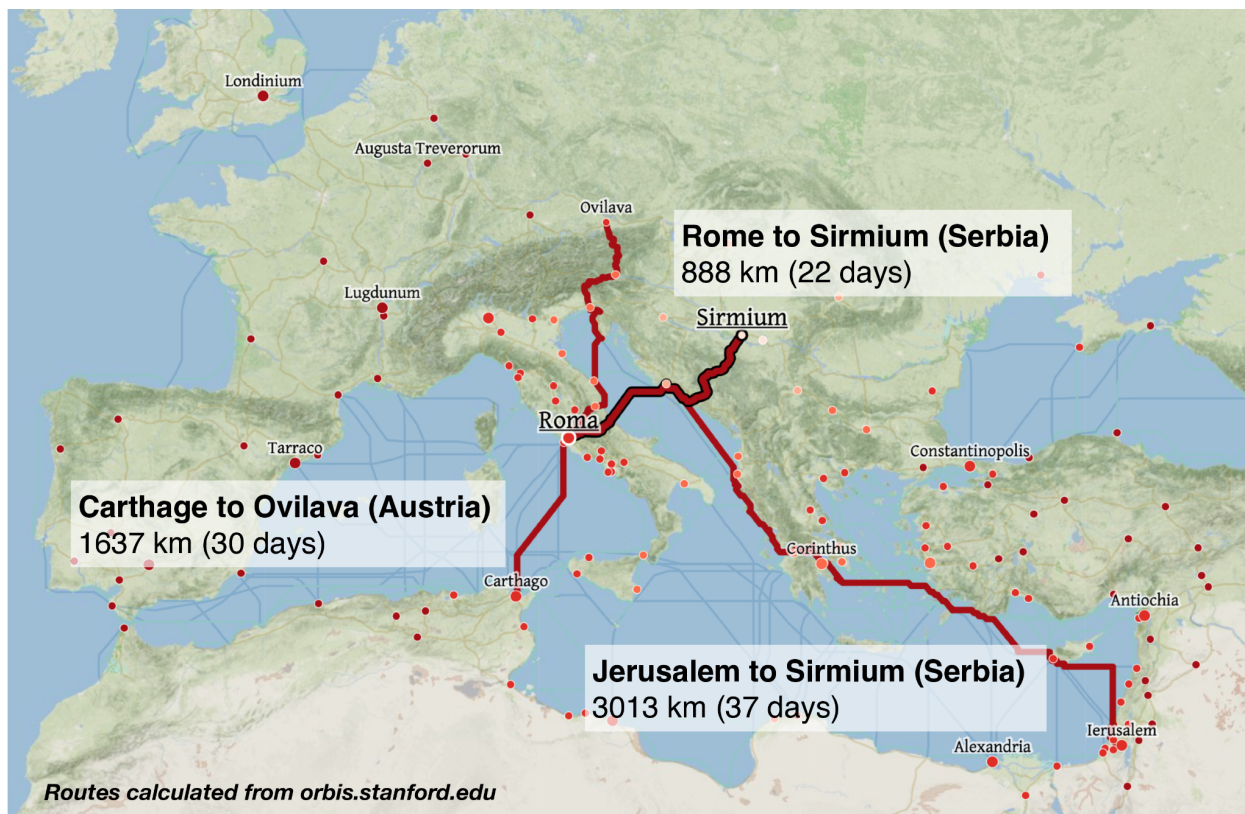 Londinium
Augusta Treverorum
Ovilava
Rome to Sirmium (Serbia)
888 km (22 days)
Lugdunum
Sirmium
Roma
Tarraco
Constantinopolis
Carthage to Ovilava (Austria)
1637 km (30 days)
Corinthus
Carthago
Antiochia
Jerusalem to Sirmium (Serbia)
3013 km (37 days)
Ierusalem
Alexandria
Routes calculated from orbis.stanford.edu